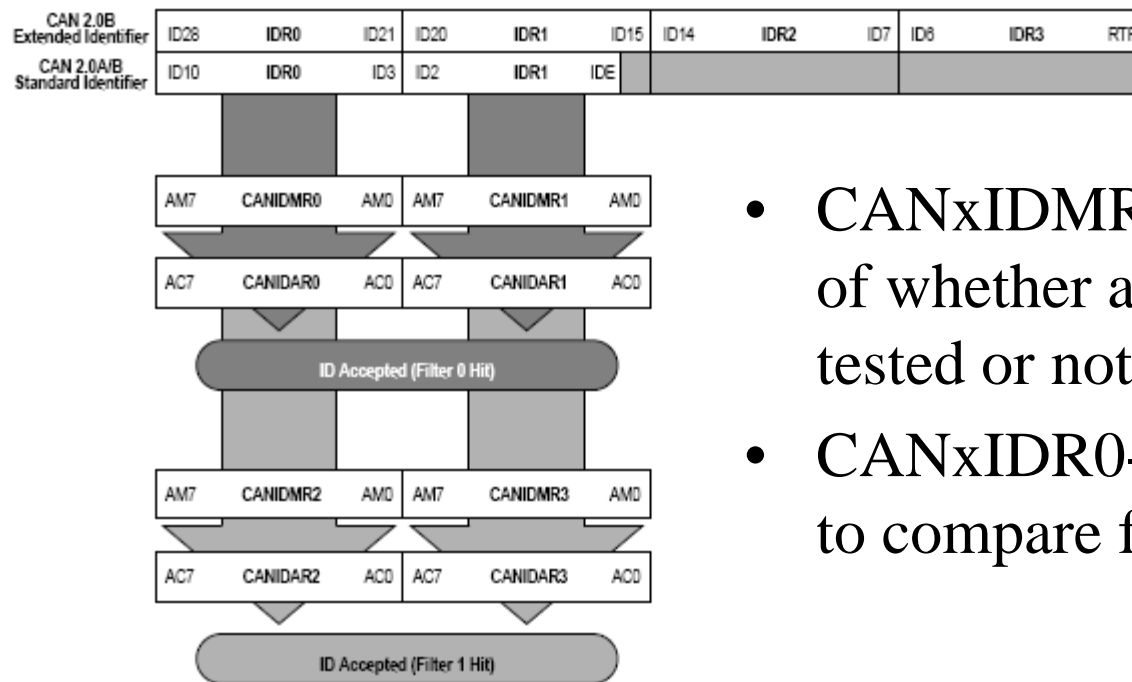 CAN 2.0B
Extended Identifier ID28 IDR0 ID21 ID20 IDR1 ID15 ID14 IDR2 ID7 ID6 IDR3
CAN 2.0A/B
Standard Identifier ID10 IDR0 ID3 ID2 IDR1 IDE
AM7 CANIDMR0 AM0 AM7 CANIDMR1 AM0
AC7 CANIDAR0 AC0 AC7 CANIDAR1 AC0
ID Accepted (Filter 0 Hit)
AM7 CANIDMR2 AM0 AM7 CANIDMR3 AM0
AC7 CANIDAR2 AC0 AC7 CANIDAR3 AC0
ID Accepted (Filter 1 Hit)
• CANxIDMR
of whether a
tested or not
• CANxIDR0-
to compare f